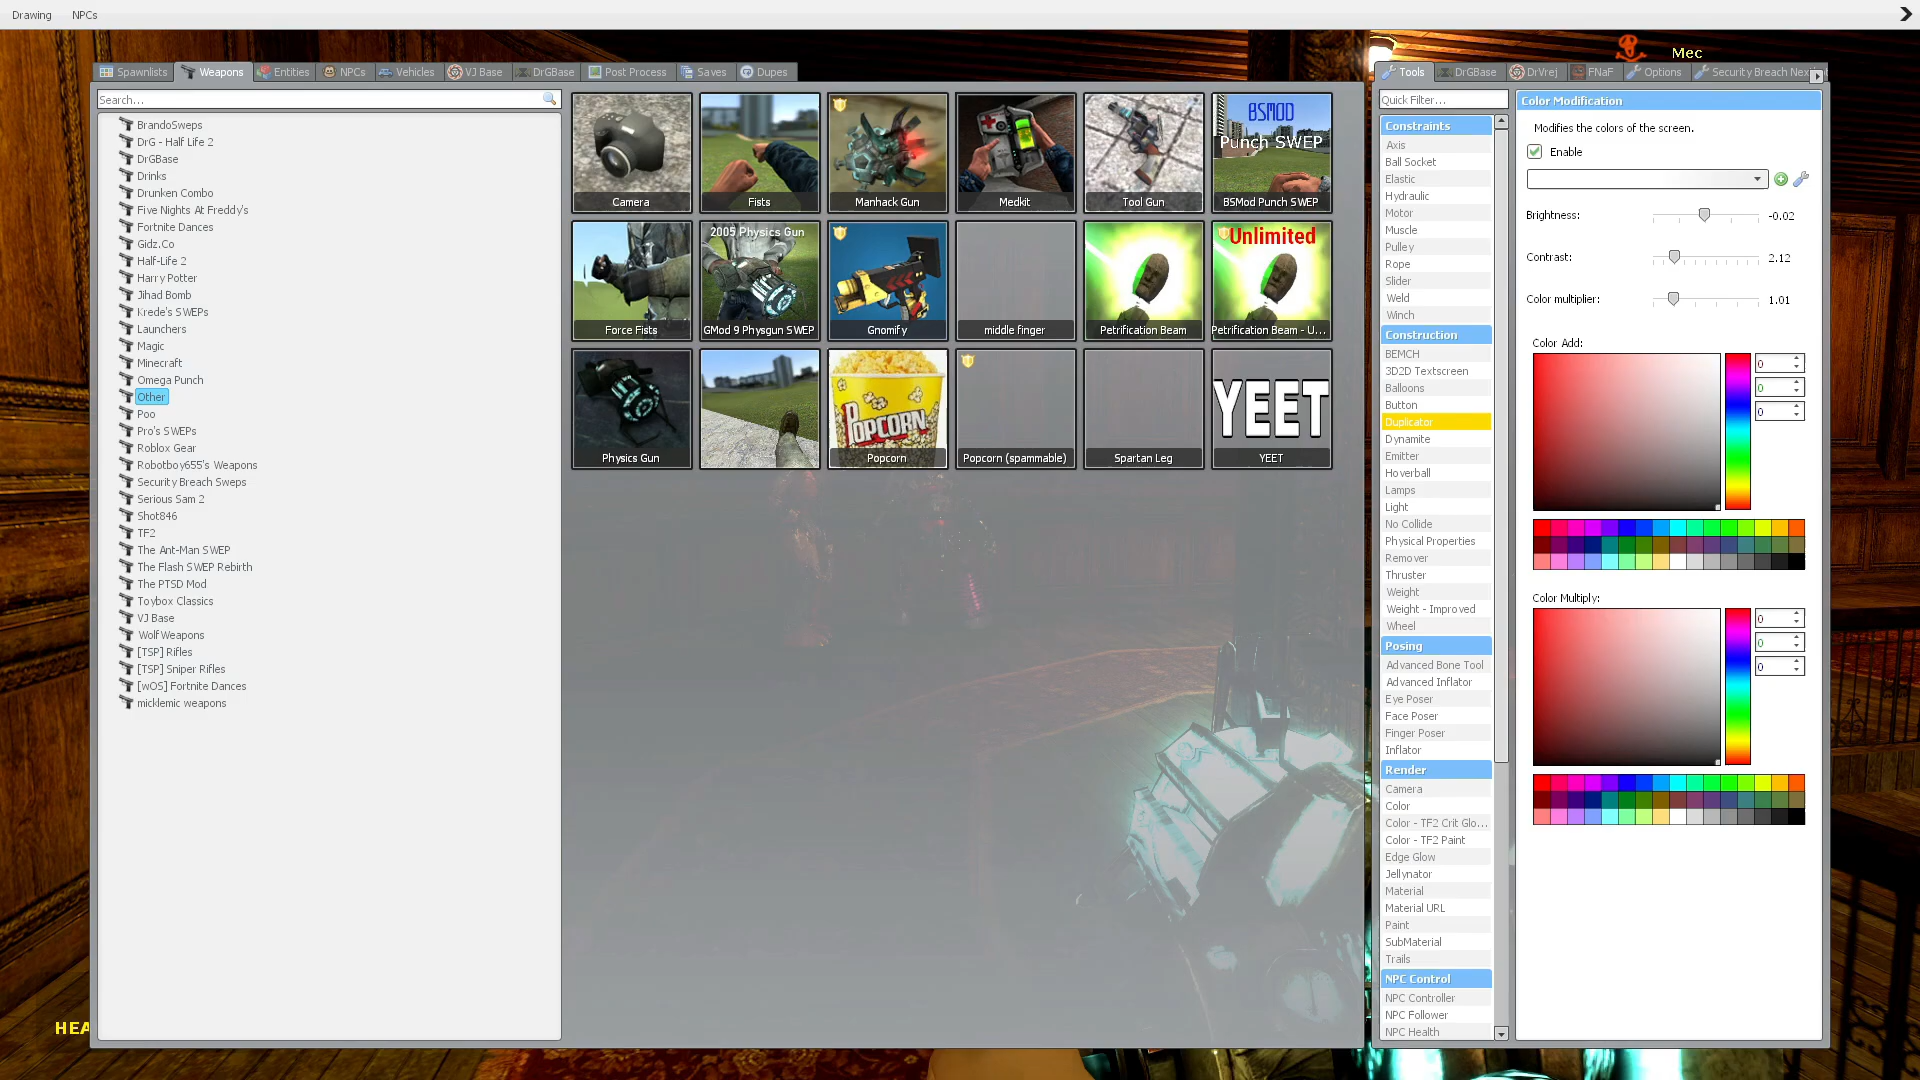 Drawing NPCs
Mec
Spawnlists Weapons Entities NPCs Vehicles VJ Base DrGBase Post Process Saves Dupes
Search...
BrandoSweps
DrG - Half Life 2
DrGBase
Drinks
Drunken Combo
Five Nights At Freddy's
Fortnite Dances
Gidz.Co
Half-Life 2
Harry Potter
Jihad Bomb
Krede's SWEPs
Launchers
Magic
Minecraft
Omega Punch
Other
Poo
Pro's SWEPs
Roblox Gear
Robotboy655's Weapons
Security Breach Sweps
Serious Sam 2
Shot846
TF2
The Ant-Man SWEP
The Flash SWEP Rebirth
The PTSD Mod
Toybox Classics
VJ Base
Wolf Weapons
[TSP] Rifles
[TSP] Sniper Rifles
[wOS] Fortnite Dances
micklemic weapons
BSMOD
Punch SWEP
Camera Fists Manhack Gun Medkit Tool Gun BSMod Punch SWEP
2005 Physics Gun
Unlimited
Force Fists GMod 9 Physgun SWEP Gnomify middle finger Petrification Beam Petrification Beam - U...
POPCORN
YEET
Physics Gun Popcorn Popcorn (spammable) Spartan Leg YEET
HEA
Tools DrGBase DrVrej FNaF Options Security Breach Nex
Quick Filter...
Constraints
Axis
Ball Socket
Elastic
Hydraulic
Motor
Muscle
Pulley
Rope
Slider
Weld
Winch
Construction
BEMCH
3D2D Textscreen
Balloons
Button
Duplicator
Dynamite
Emitter
Hoverball
Lamps
Light
No Collide
Physical Properties
Remover
Thruster
Weight
Weight - Improved
Wheel
Posing
Advanced Bone Tool
Advanced Inflator
Eye Poser
Face Poser
Finger Poser
Inflator
Render
Camera
Color
Color - TF2 Crit Glo...
Color - TF2 Paint
Edge Glow
Jellynator
Material
Material URL
Paint
SubMaterial
Trails
NPC Control
NPC Controller
NPC Follower
NPC Health
Color Modification
Modifies the colors of the screen.
Enable
Brightness: -0.02
Contrast: 2.12
Color multiplier: 1.01
Color Add:
0
0
0
Color Multiply:
0
0
0